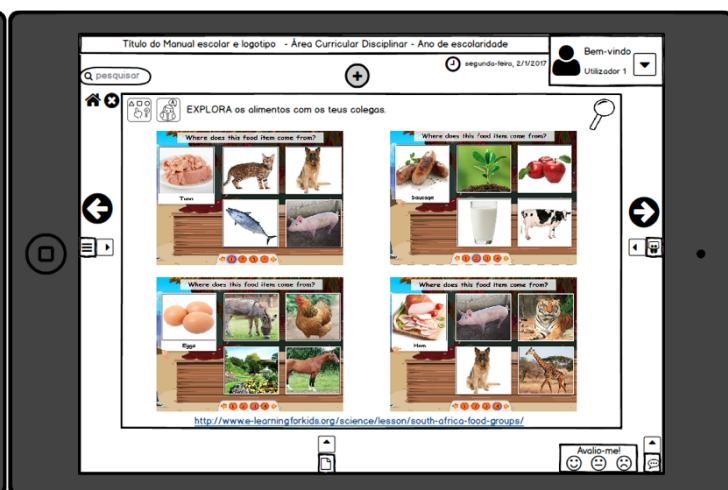 Título do Manual escolar e logotipo - Área Curricular Disciplinar - Ano de escolaridade
Bem-vindo
Utilizador 1
pesquisar
segunda-feira, 2/1/2017
EXPLORA os alimentos com os teus colegas.
Where does this food item come from?
Tuna
Where does this food item come from?
Sausage
Where does this food item come from?
Eggs
Where does this food item come from?
Ham
http://www.e-learningforkids.org/science/lesson/south-africa-food-groups/
Avalia-me!